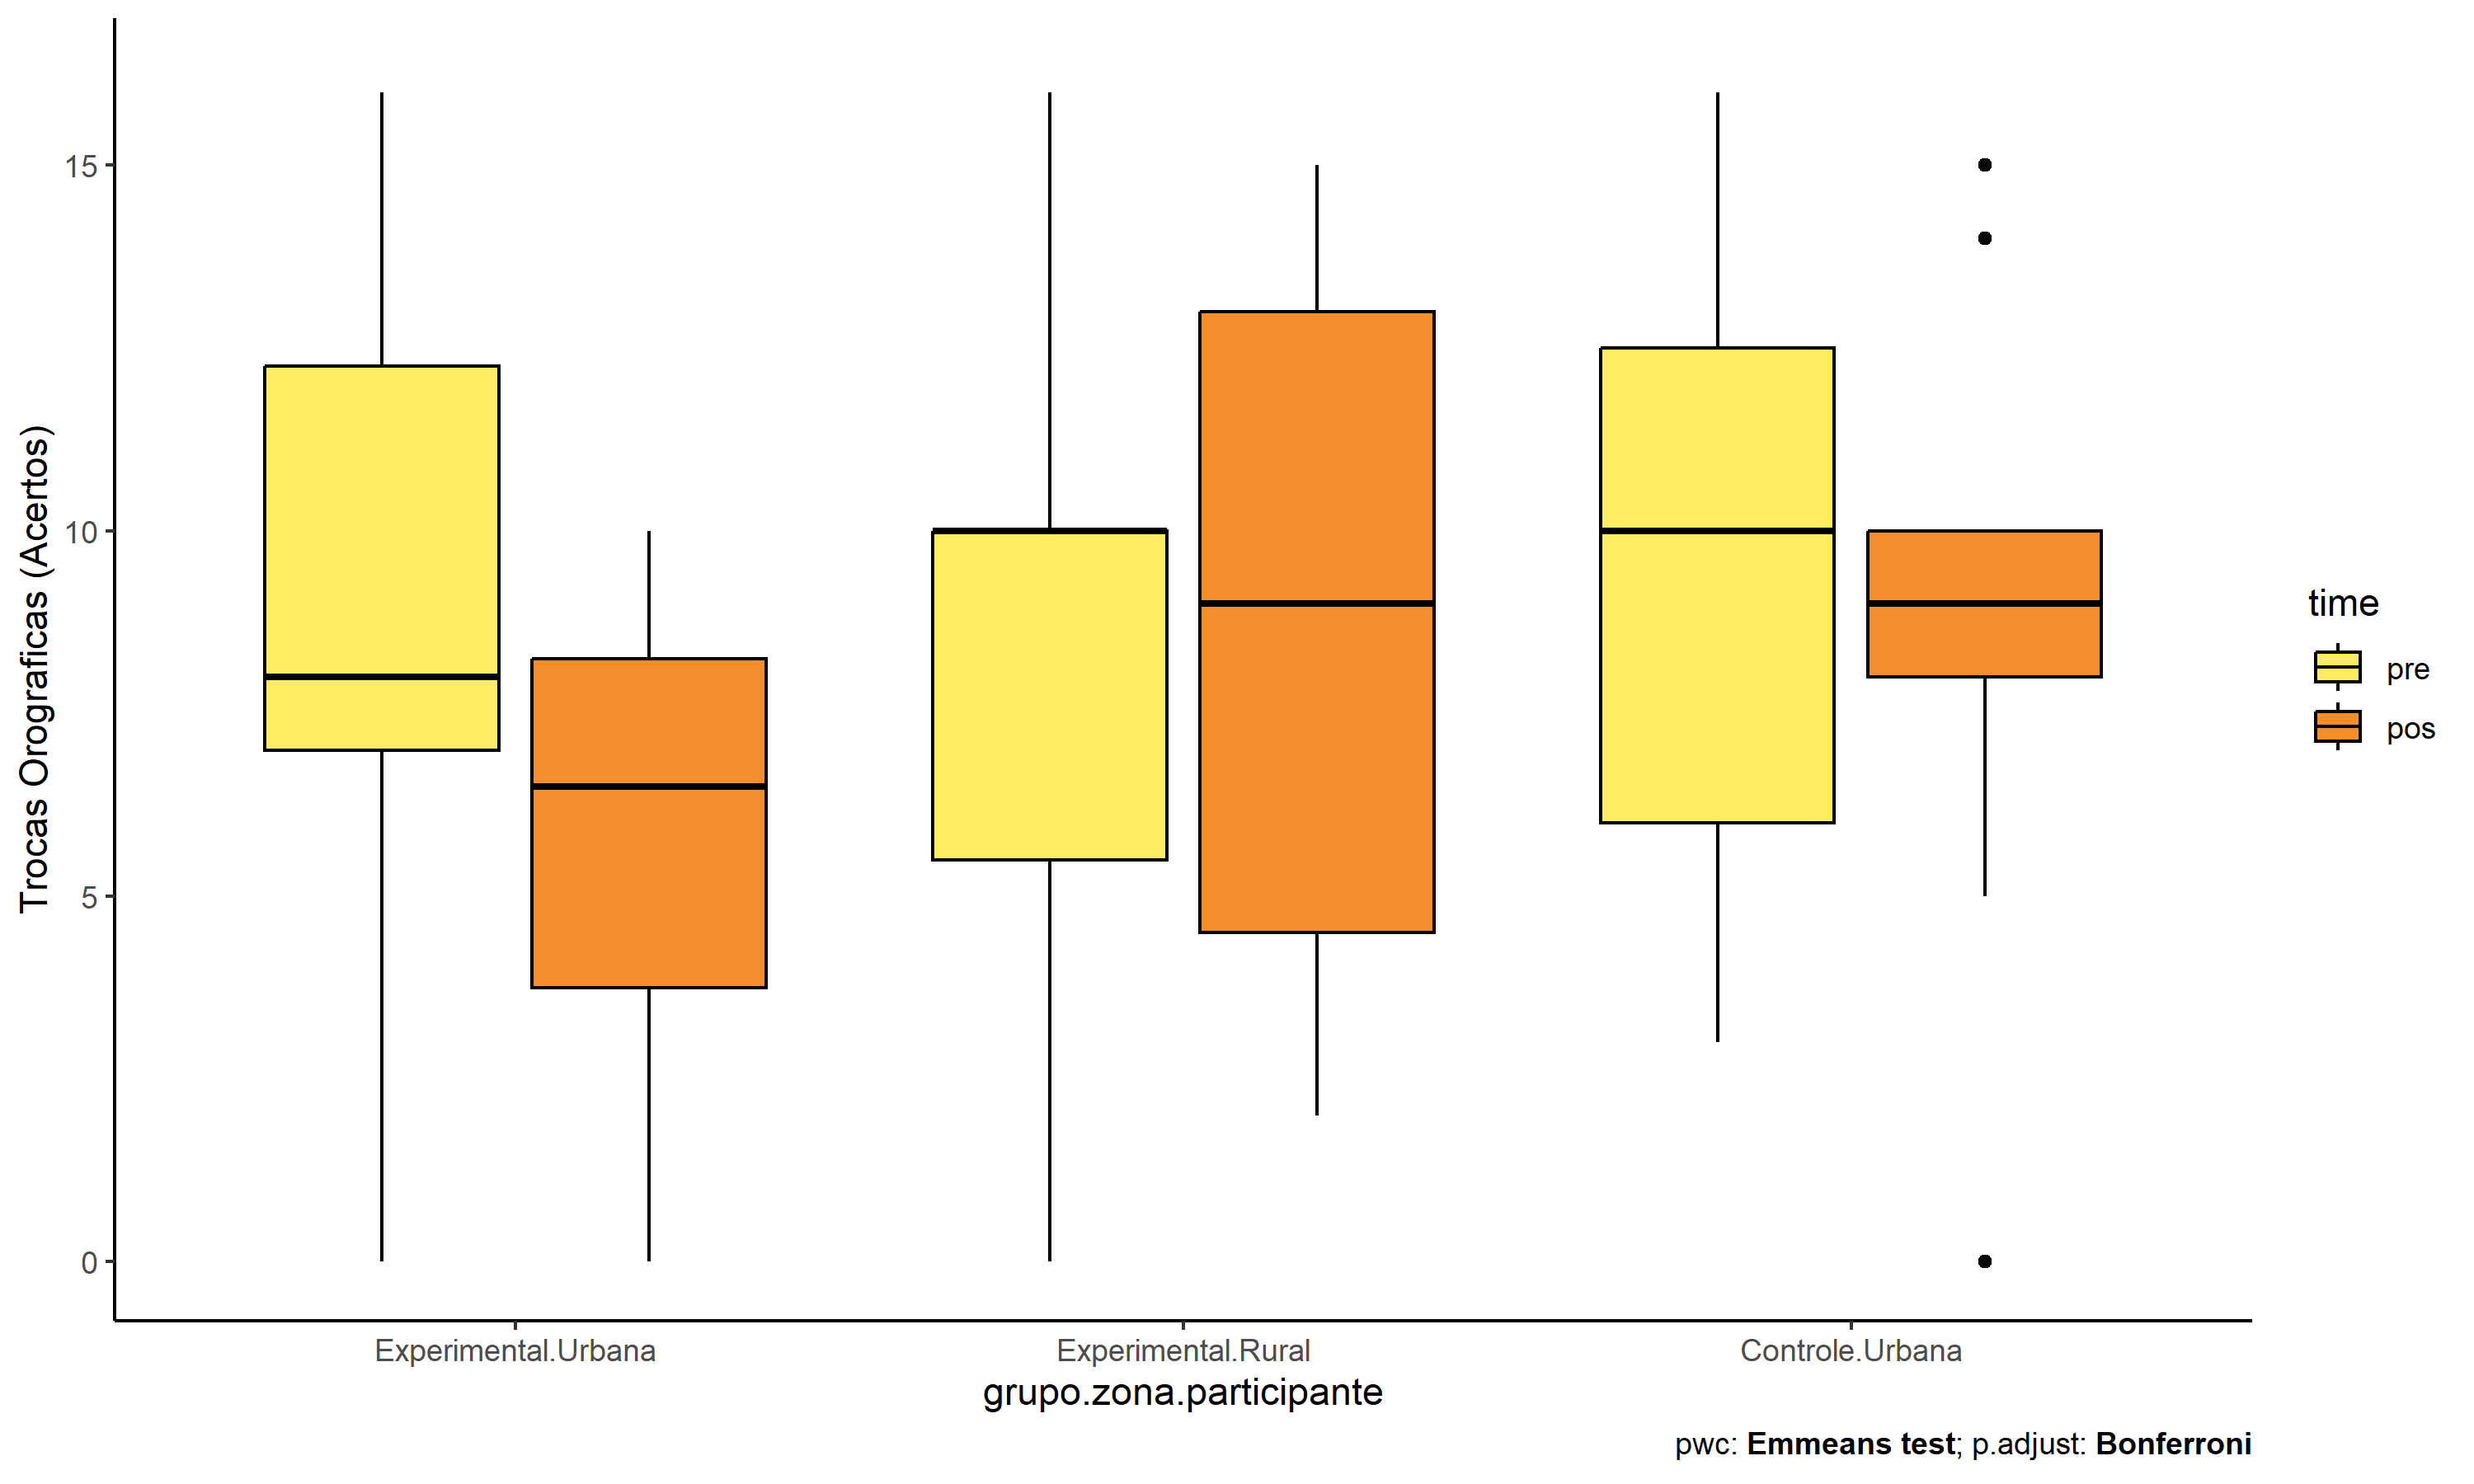 Trocas Orograficas (Acertos)
15
10
5
0
Experimental.Urbana
Experimental.Rural
Controle.Urbana
grupo.zona.participante
time
pre
pos
pwc: Emmeans test; p.adjust: Bonferroni